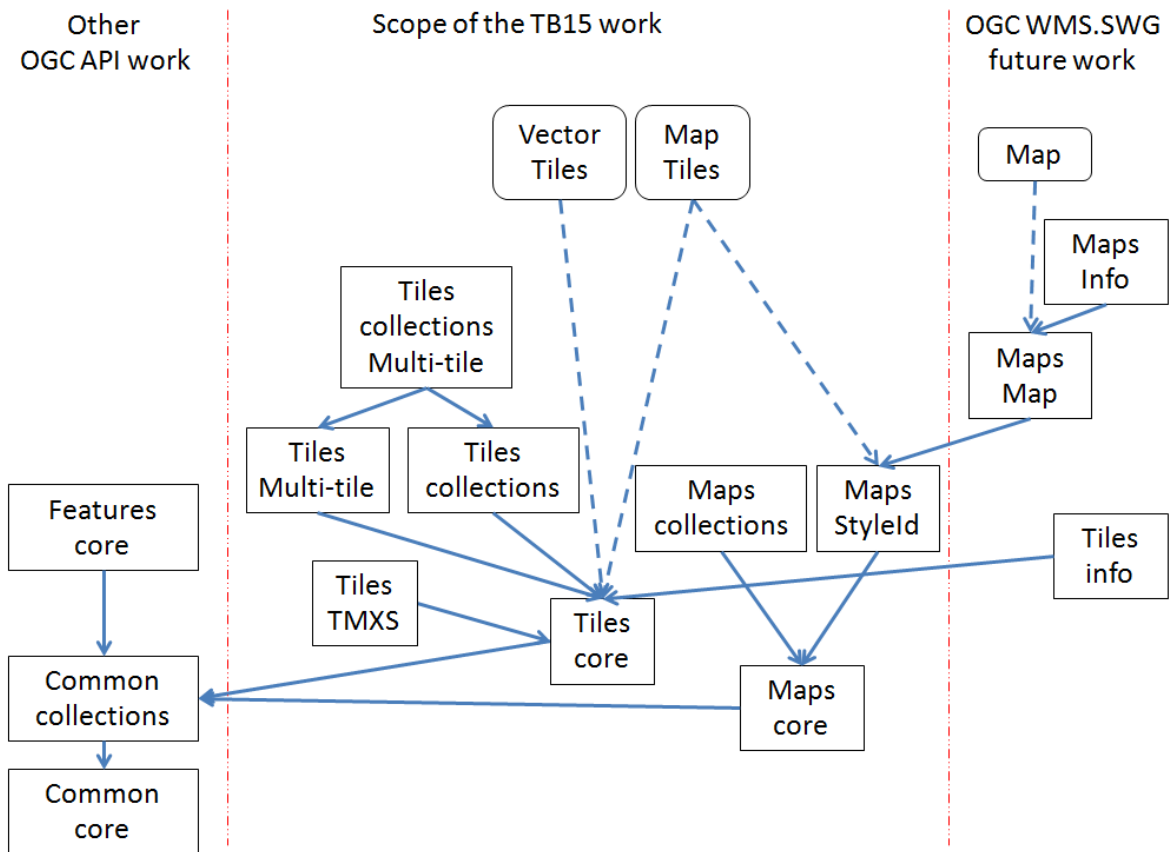 Other
OGC API work
Scope of the TB15 work
OGC WMS.SWG
future work
Vector
Tiles
Map
Tiles
Map
Maps
Info
Tiles
collections
Multi-tile
Maps
Map
Tiles
Multi-tile
Tiles
collections
Maps
collections
Maps
StyleId
Features
core
Tiles
info
Tiles
TMXS
Tiles
core
Common
collections
Maps
core
Common
core